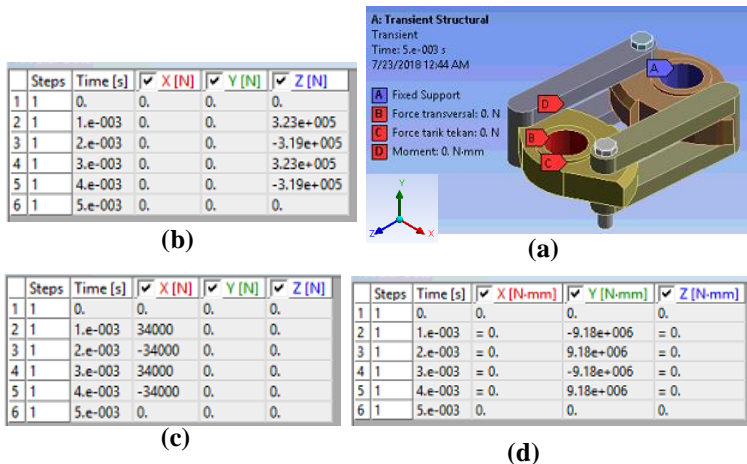 (b)
Steps Time [s] X [N] Y [N] Z [N]
1 1 0. 0. 0. 0.
2 1 1.e-003 0. 0. 3.23e+005
3 1 2.e-003 0. 0. -3.19e+005
4 1 3.e-003 0. 0. 3.23e+005
5 1 4.e-003 0. 0. -3.19e+005
6 1 5.e-003 0. 0. 0.
A: Transient Structural
Transient
Time: 5.e-003 s
7/23/2018 12:44 AM
A Fixed Support
B Force transversal: 0. N
C Force tarik tekan: 0. N
D Moment: 0. N·mm
A
D
B
C
Y
Z
X
(a)
Steps Time [s] X [N] Y [N] Z [N]
1 1 0. 0. 0. 0.
2 1 1.e-003 34000 0. 0.
3 1 2.e-003 -34000 0. 0.
4 1 3.e-003 34000 0. 0.
5 1 4.e-003 -34000 0. 0.
6 1 5.e-003 0. 0. 0.
(c)
Steps Time [s] X [N·mm] Y [N·mm] Z [N·mm]
1 1 0. 0. 0. 0.
2 1 1.e-003 = 0. -9.18e+006 = 0.
3 1 2.e-003 = 0. 9.18e+006 = 0.
4 1 3.e-003 = 0. -9.18e+006 = 0.
5 1 4.e-003 = 0. 9.18e+006 = 0.
6 1 5.e-003 0. 0. 0.
(d)